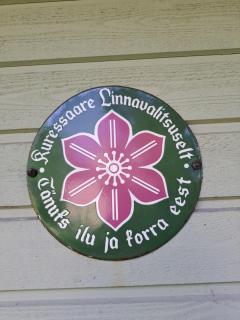 Kuressaare Linnavalitsuselt
Tänuks ilu ja korra eest